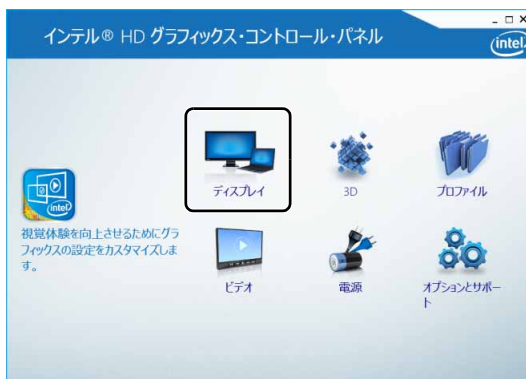 インテル® HD グラフィックス・コントロール・パネル
intel
ディスプレイ
3D
プロファイル
intel
視覚体験を向上させるためにグラ
フィックスの設定をカスタマイズしま
す。
ビデオ
電源
オプションとサポー
ト